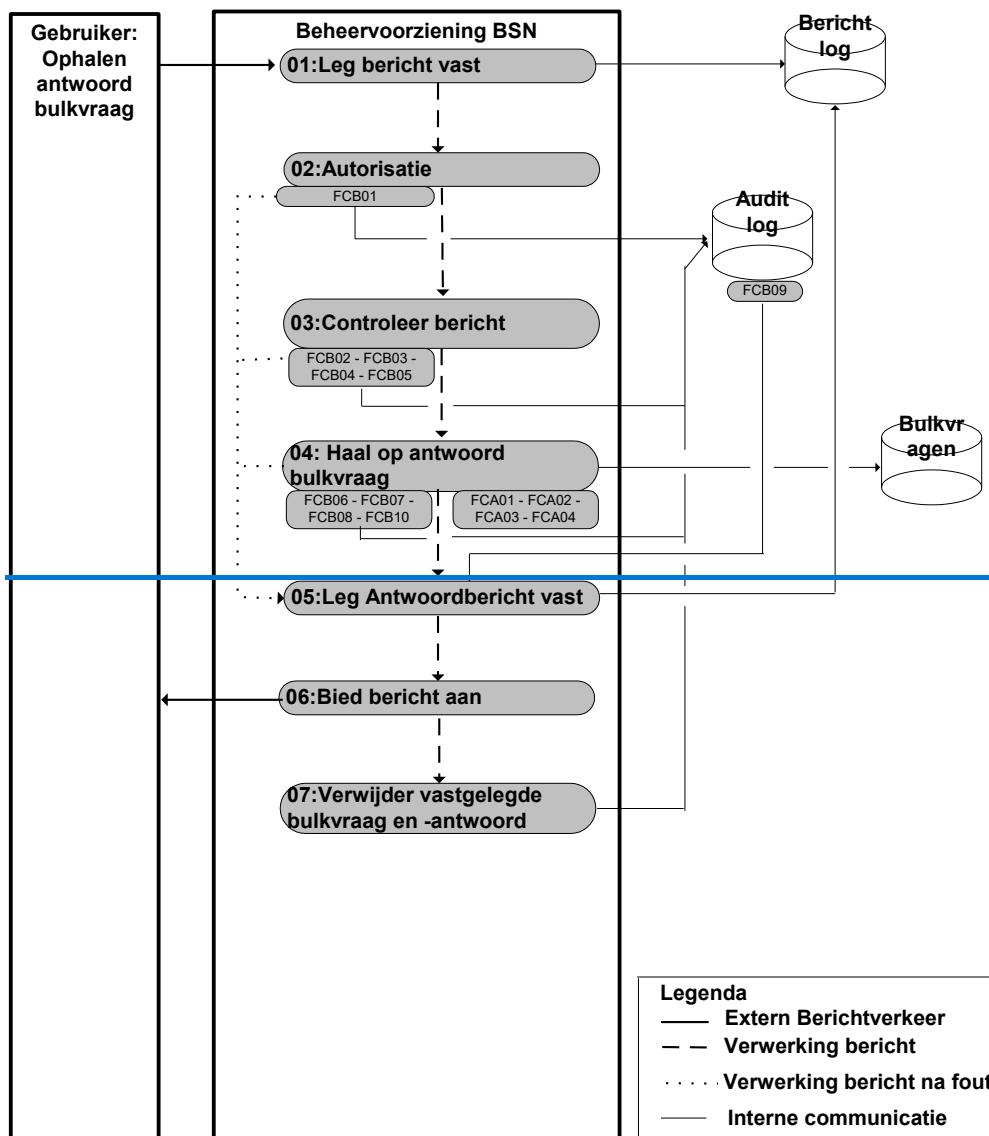 Gebruiker:
Ophalen
antwoord
bulkvraag
Beheervoorziening BSN
01:Leg bericht vast
Bericht
log
02:Autorisatie
FCB01
Audit
log
FCB09
03:Controleer bericht
FCB02 - FCB03 -
FCB04 - FCB05
04: Haal op antwoord
bulkvraag
Bulkvr
agen
FCB06 - FCB07 -
FCB08 - FCB10
FCA01 - FCA02 -
FCA03 - FCA04
05:Leg Antwoordbericht vast
06:Bied bericht aan
07:Verwijder vastgelegde
bulkvraag en -antwoord
Legenda
Extern Berichtverkeer
Verwerking bericht
Verwerking bericht na fout
Interne communicatie